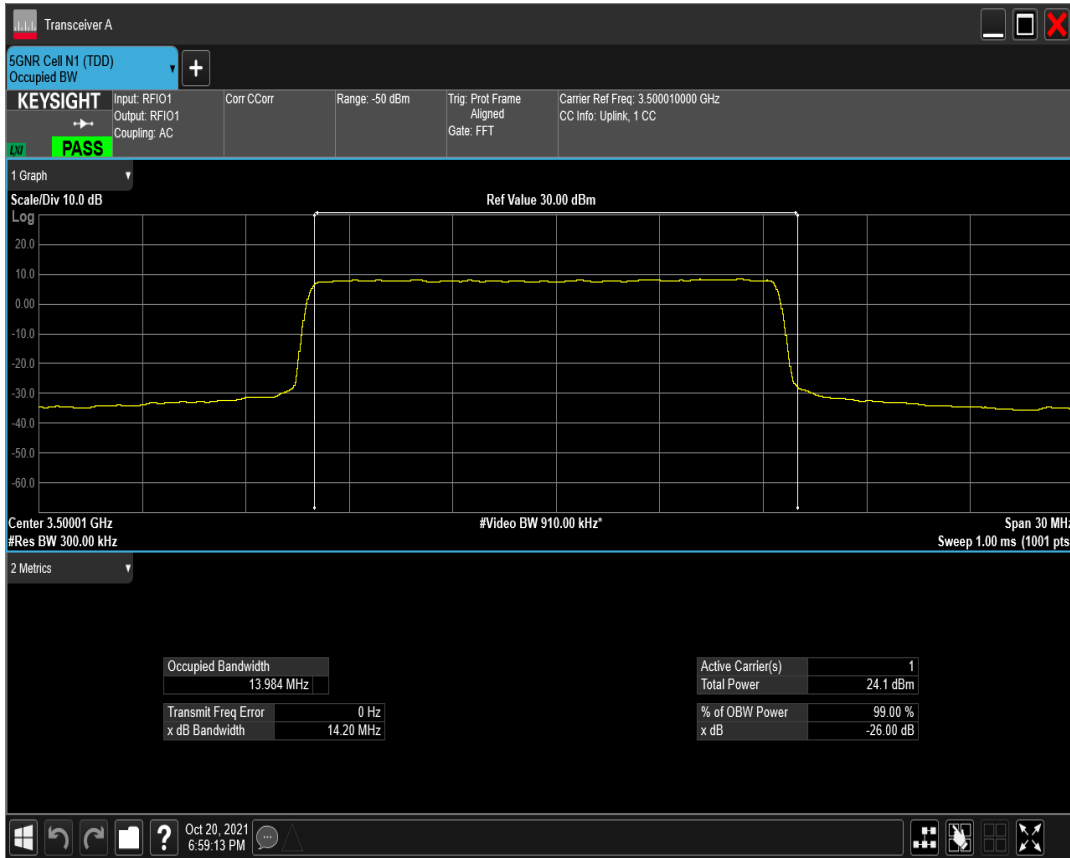 Transceiver A
5GNR Cell N1 (TDD)
Occupied BW
KEYSIGHT
LXI
PASS
Input: RFIO1
Output: RFIO1
Coupling: AC
Corr CCorr
Range: -50 dBm
Trig: Prot Frame
Aligned
Gate: FFT
Carrier Ref Freq: 3.500010000 GHz
CC Info: Uplink, 1 CC
1 Graph
Scale/Div 10.0 dB
Ref Value 30.00 dBm
Log
20.0
10.0
0.00
-10.0
-20.0
-30.0
-40.0
-50.0
-60.0
Center 3.50001 GHz
#Video BW 910.00 kHz*
Span 30 MHz
#Res BW 300.00 kHz
Sweep 1.00 ms (1001 pts
2 Metrics
Occupied Bandwidth
13.984 MHz
Transmit Freq Error 0 Hz
x dB Bandwidth 14.20 MHz
Active Carrier(s) 1
Total Power 24.1 dBm
% of OBW Power 99.00 %
x dB -26.00 dB
?
Oct 20, 2021
6:59:13 PM